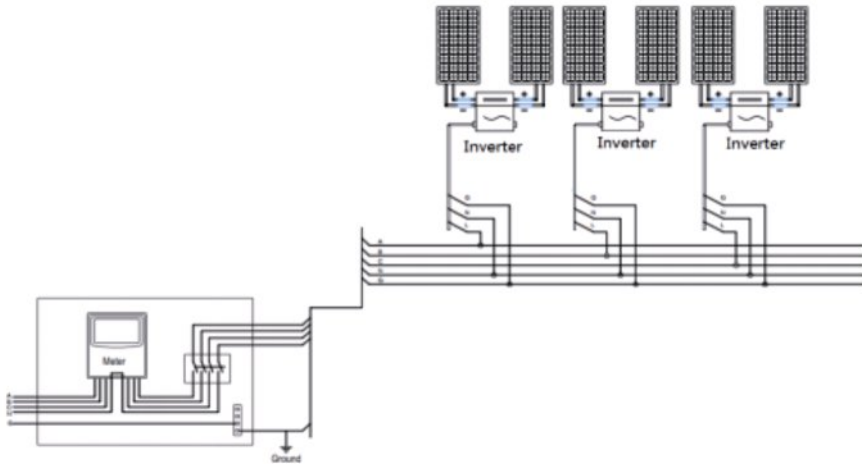 + + + + + +
Inverter Inverter Inverter
G G G
N N N
L L L
A
B
C
N
G
Meter
A
B
C
Ground